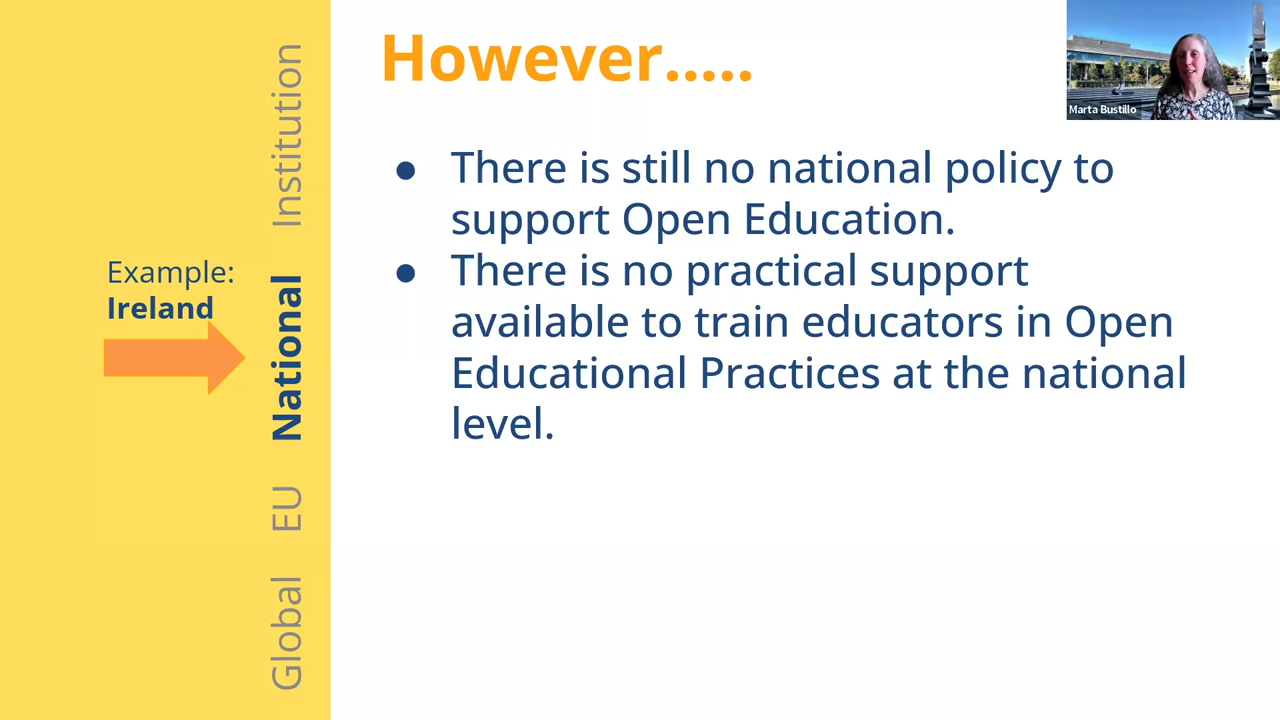 However.....
Marta Bustillo
● There is still no national policy to
support Open Education.
● There is no practical support
available to train educators in Open
Educational Practices at the national
level.
Example:
Ireland
Institution
National
EU
Global